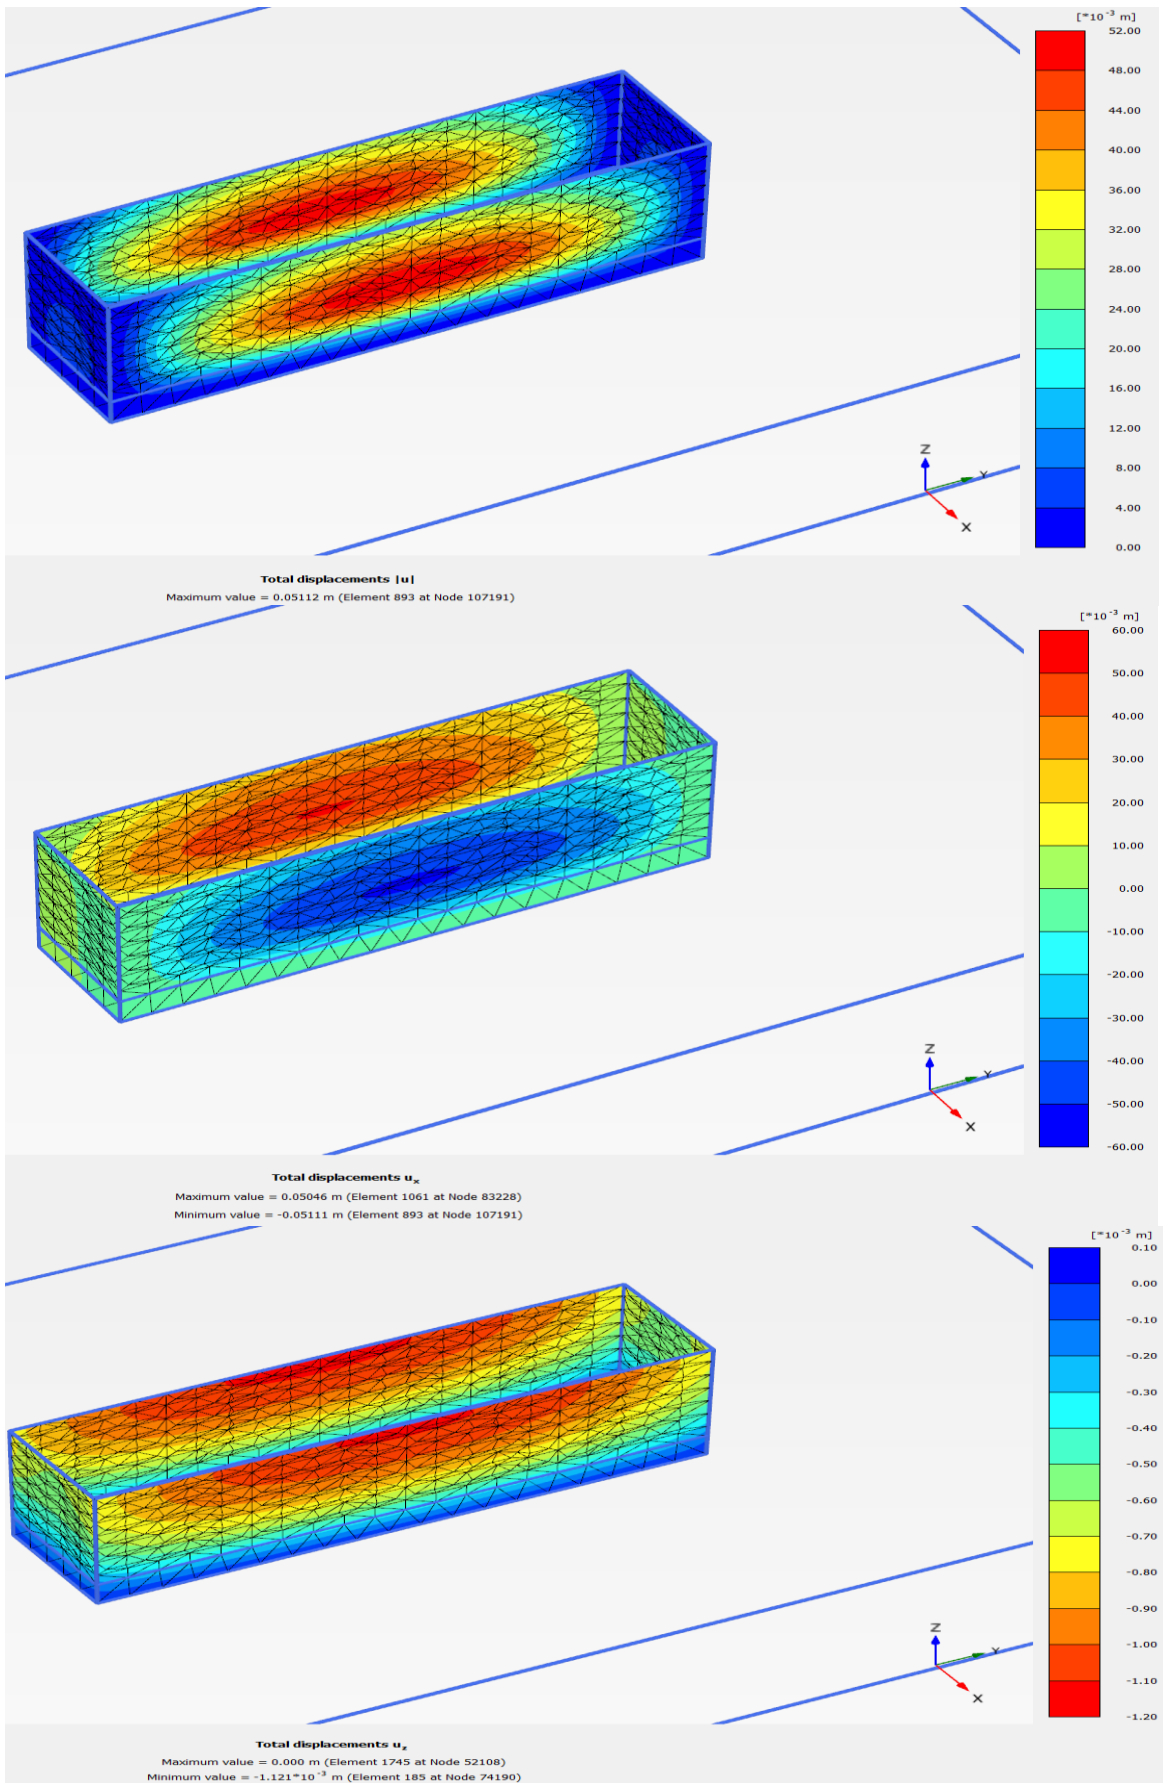 [*10⁻³ m]
52.00
48.00
44.00
40.00
36.00
32.00
28.00
24.00
20.00
16.00
12.00
8.00
4.00
0.00
Z
Y
X
Total displacements |u|
Maximum value = 0.05112 m (Element 893 at Node 107191)
[*10⁻³ m]
60.00
50.00
40.00
30.00
20.00
10.00
0.00
-10.00
-20.00
-30.00
-40.00
-50.00
-60.00
Z
Y
X
Total displacements uₓ
Maximum value = 0.05046 m (Element 1061 at Node 83228)
Minimum value = -0.05111 m (Element 893 at Node 107191)
[*10⁻³ m]
0.10
0.00
-0.10
-0.20
-0.30
-0.40
-0.50
-0.60
-0.70
-0.80
-0.90
-1.00
-1.10
-1.20
Z
Y
X
Total displacements u_z
Maximum value = 0.000 m (Element 1745 at Node 52108)
Minimum value = -1.121*10⁻³ m (Element 185 at Node 74190)